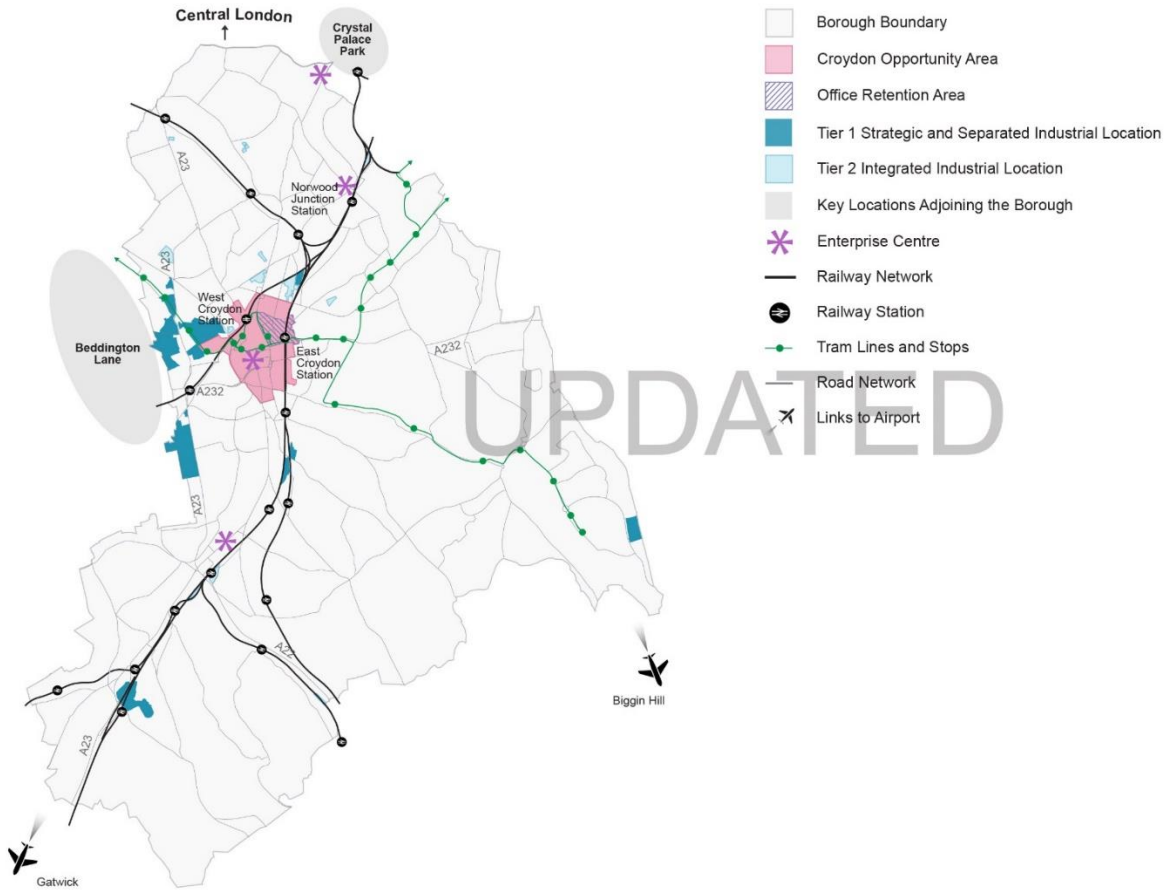 Central London
Crystal
Palace
Park
A23
Norwood
Junction
Station
A23
West
Croydon
Station
Beddington
Lane
East
Croydon
Station
A232
A232
A23
A22
A23
Biggin Hill
Gatwick
Borough Boundary
Croydon Opportunity Area
Office Retention Area
Tier 1 Strategic and Separated Industrial Location
Tier 2 Integrated Industrial Location
Key Locations Adjoining the Borough
Enterprise Centre
Railway Network
Railway Station
Tram Lines and Stops
Road Network
Links to Airport
UPDATED